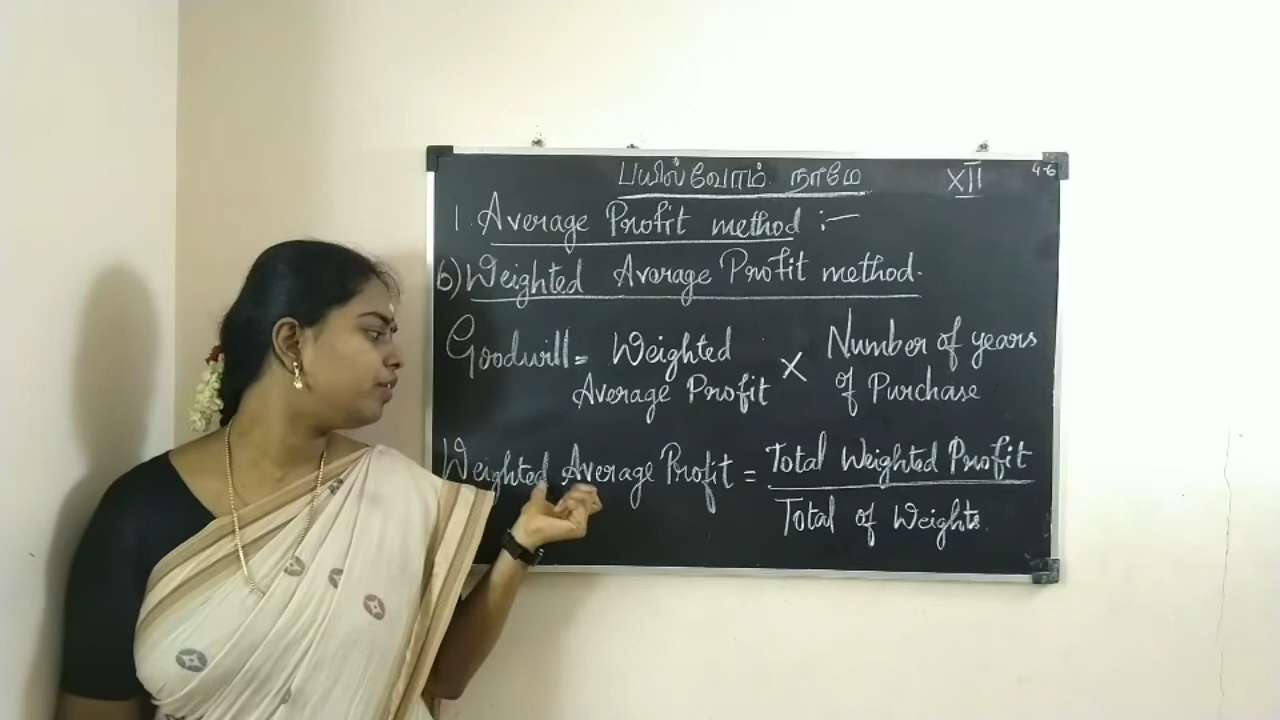 பயில்வோம் நாமே XII 4-6
1. Average Profit method :-
b) Weighted Average Profit method.
Goodwill = Weighted Average Profit × Number of years of Purchase
Weighted Average Profit = Total Weighted Profit
Total of Weights.